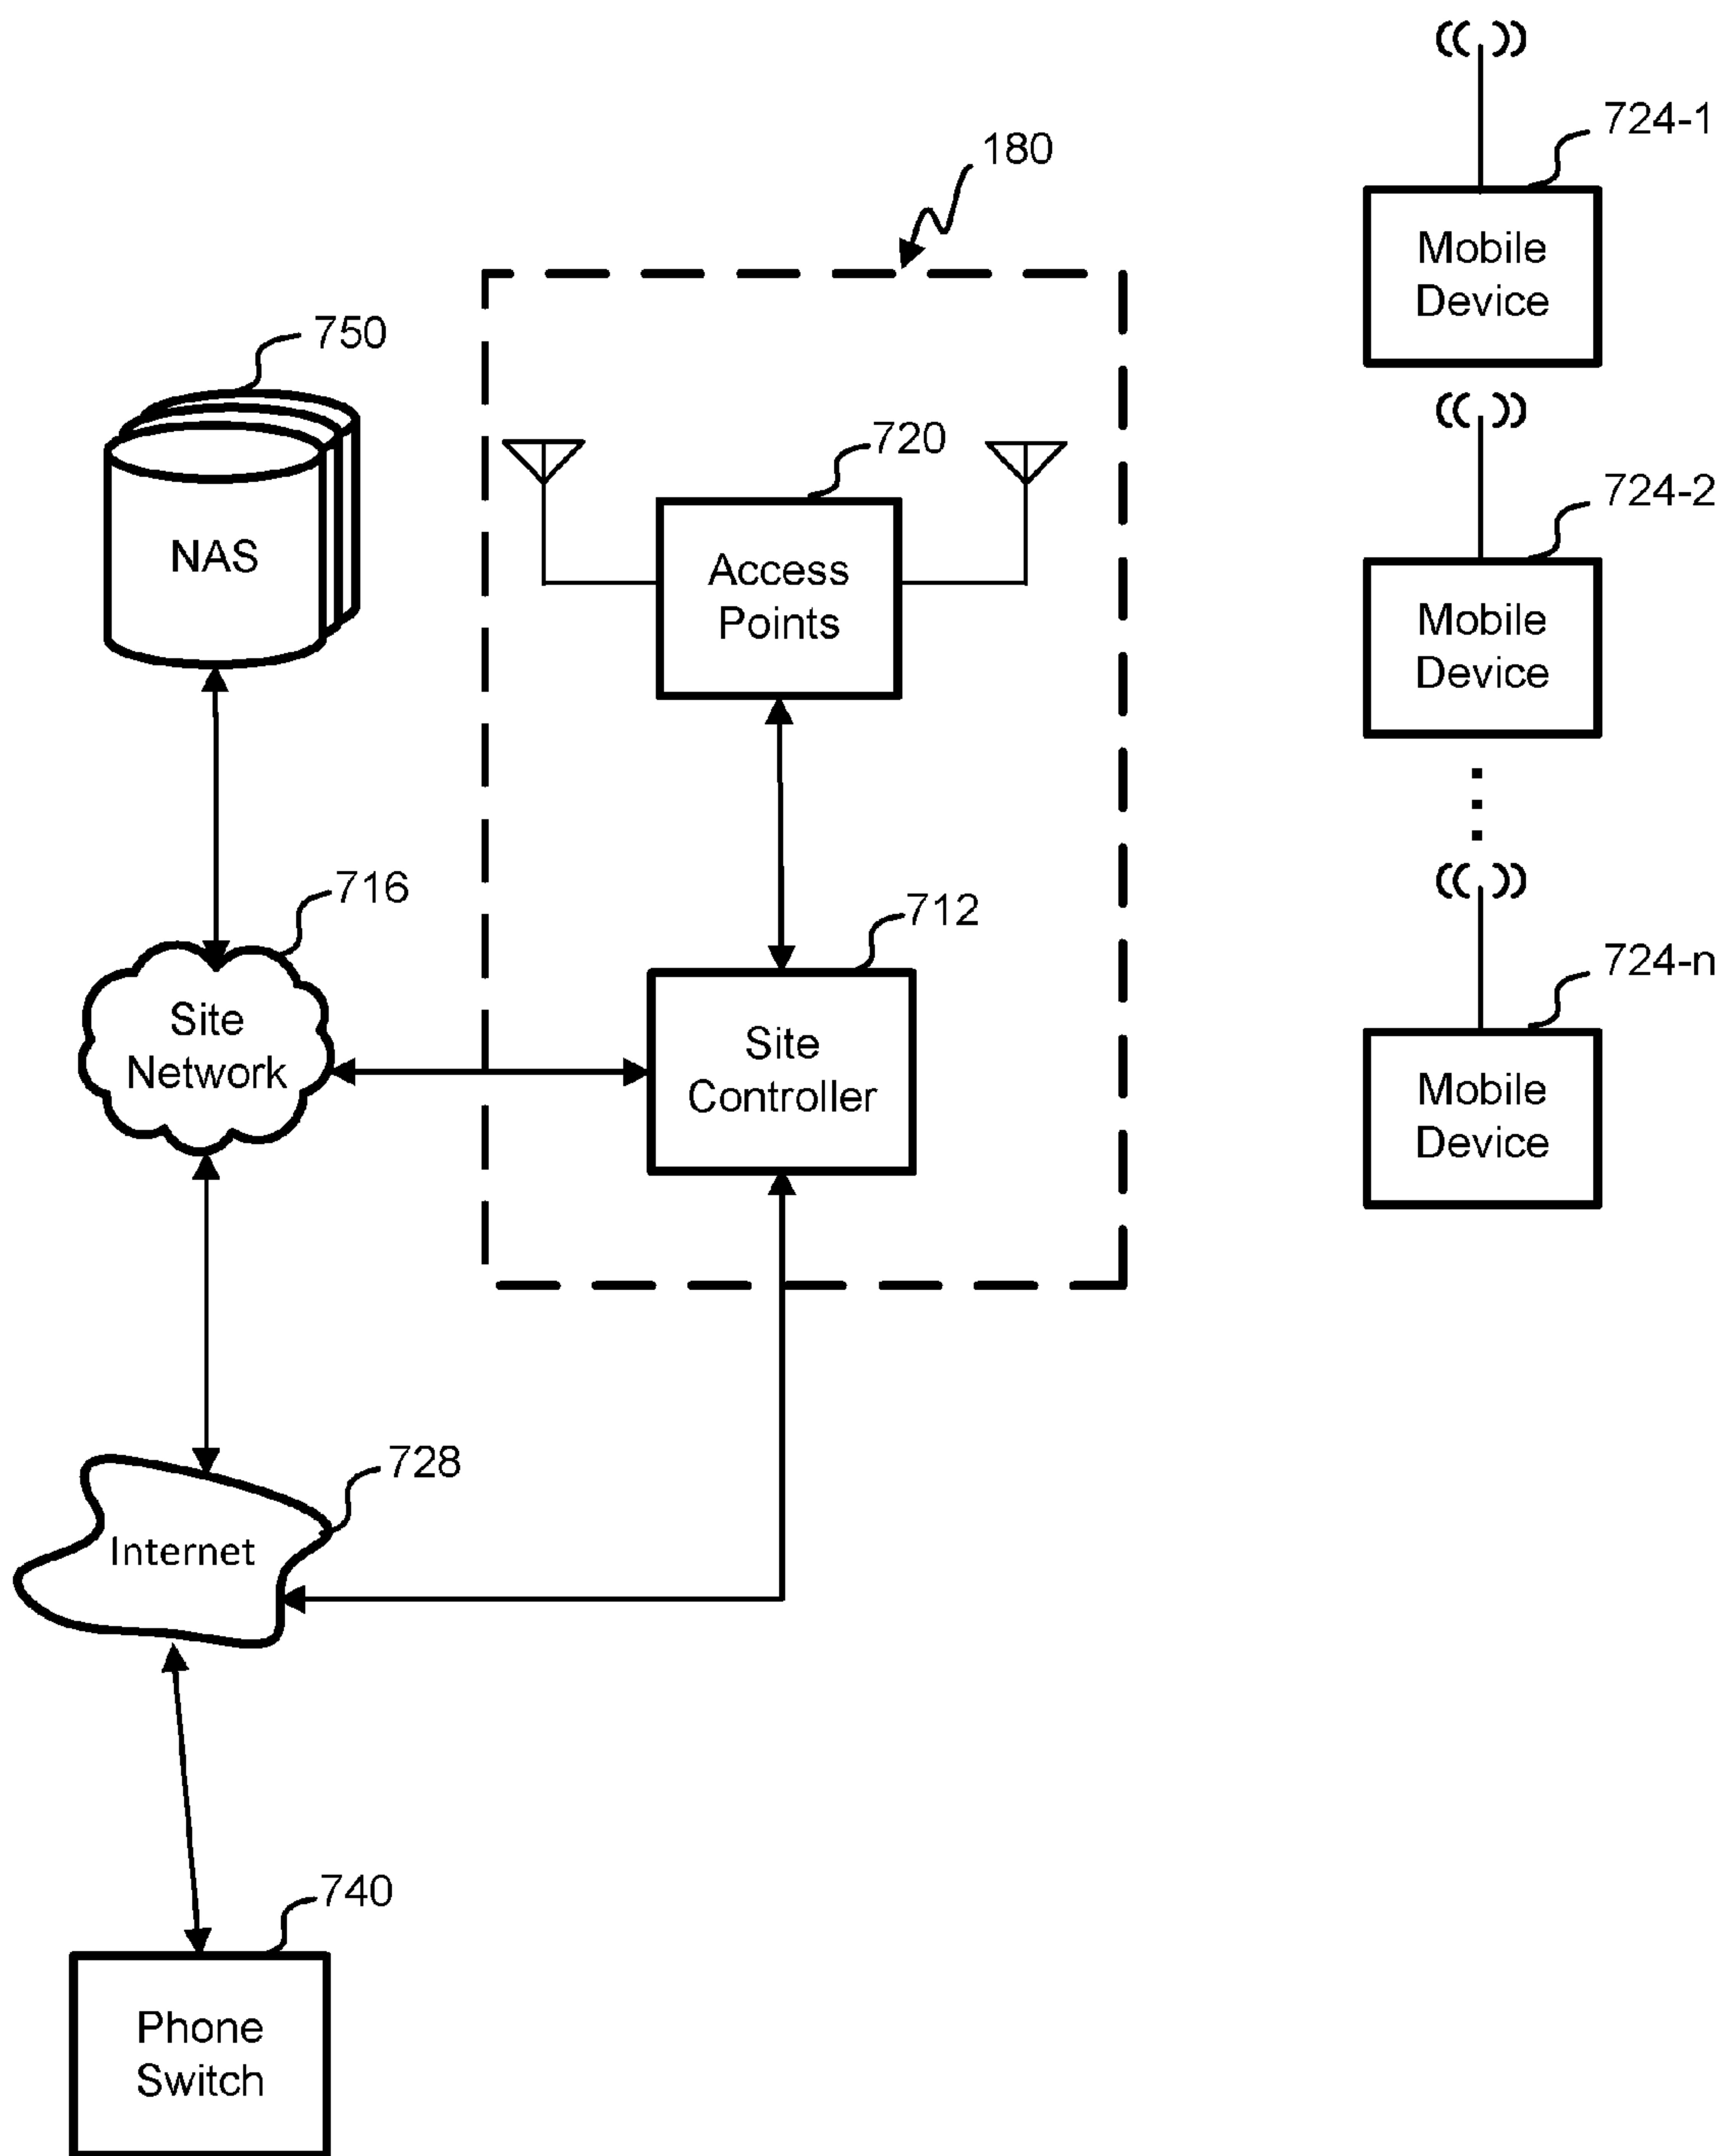 724-1
180
Mobile
Device
750
720
724-2
NAS
Access
Points
Mobile
Device
716
712
724-n
Site
Network
Site
Controller
Mobile
Device
728
Internet
740
Phone
Switch